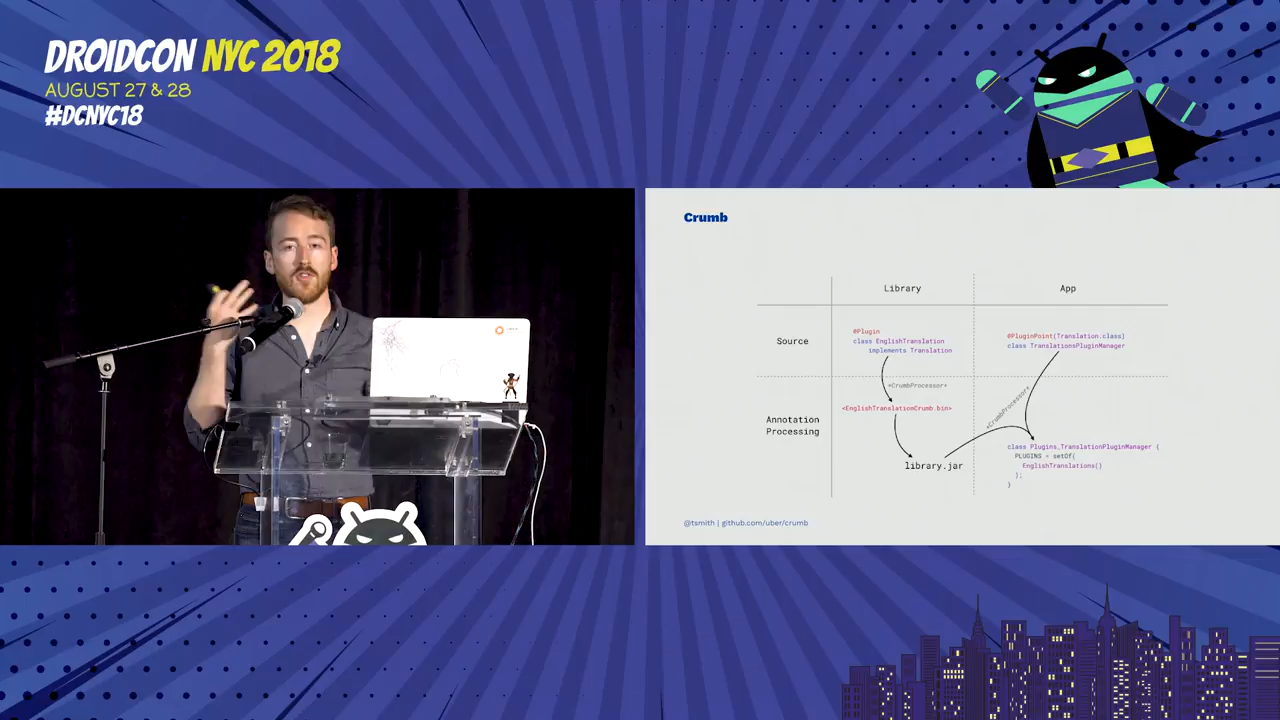 DROIDCON NYC 2018
AUGUST 27 & 28
#DCNYC18
Crumb
Library
App
Source
@Plugin
class EnglishTranslation
implements Translation
@PluginPoint(Translation.class)
class TranslationsPluginManager
*CrumbProcessor*
*CrumbProcessor*
Annotation
Processing
<EnglishTranslationCrumb.bin>
library.jar
class Plugins_TranslationPluginManager {
PLUGINS = setOf(
EnglishTranslations()
);
}
@tsmith | github.com/uber/crumb